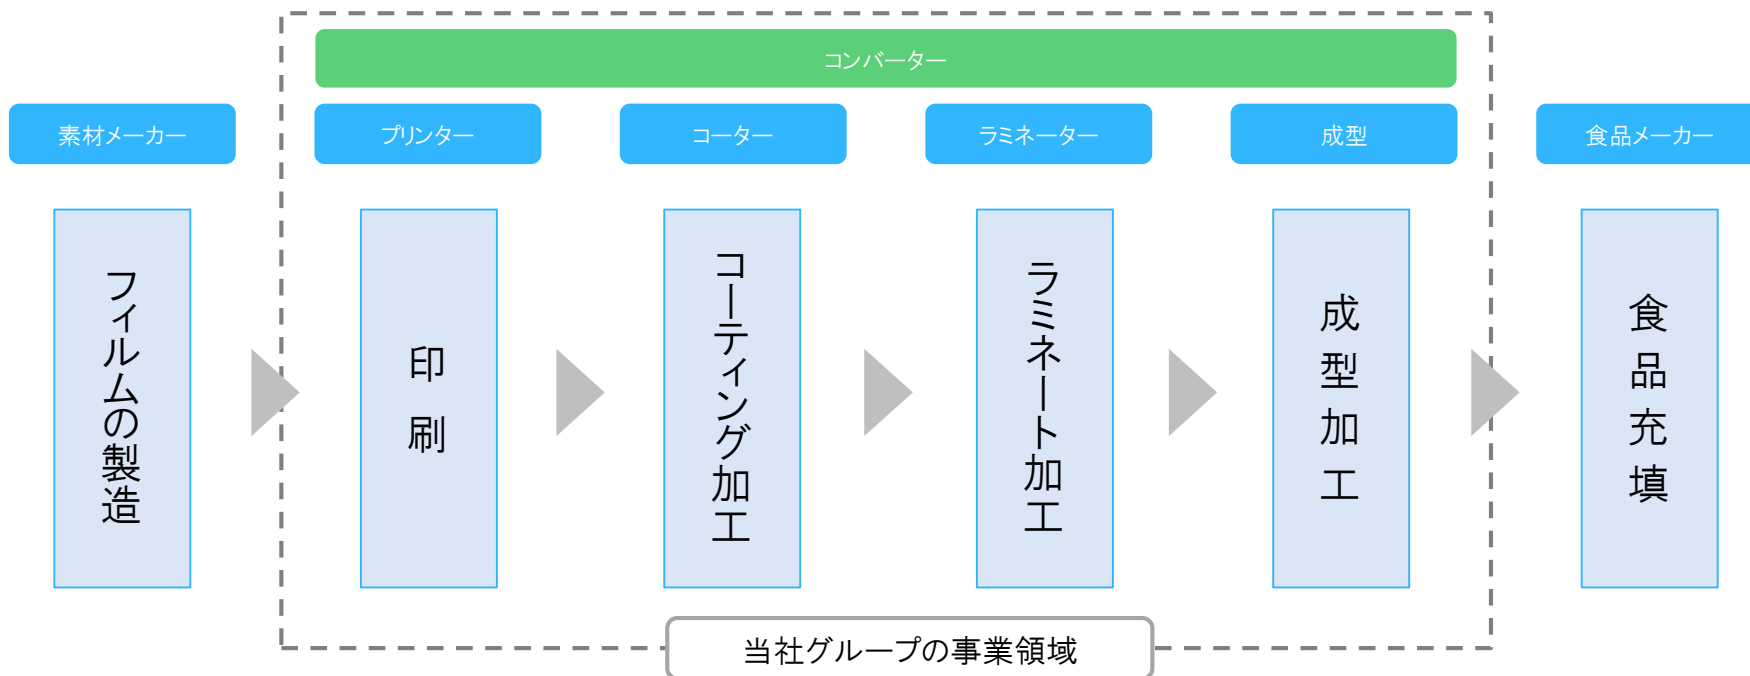 コンバーター
素材メーカー
プリンター
コーター
ラミネーター
成型
食品メーカー
フィルムの製造
印刷
コーティング加工
ラミネート加工
成型加工
食品充填
当社グループの事業領域